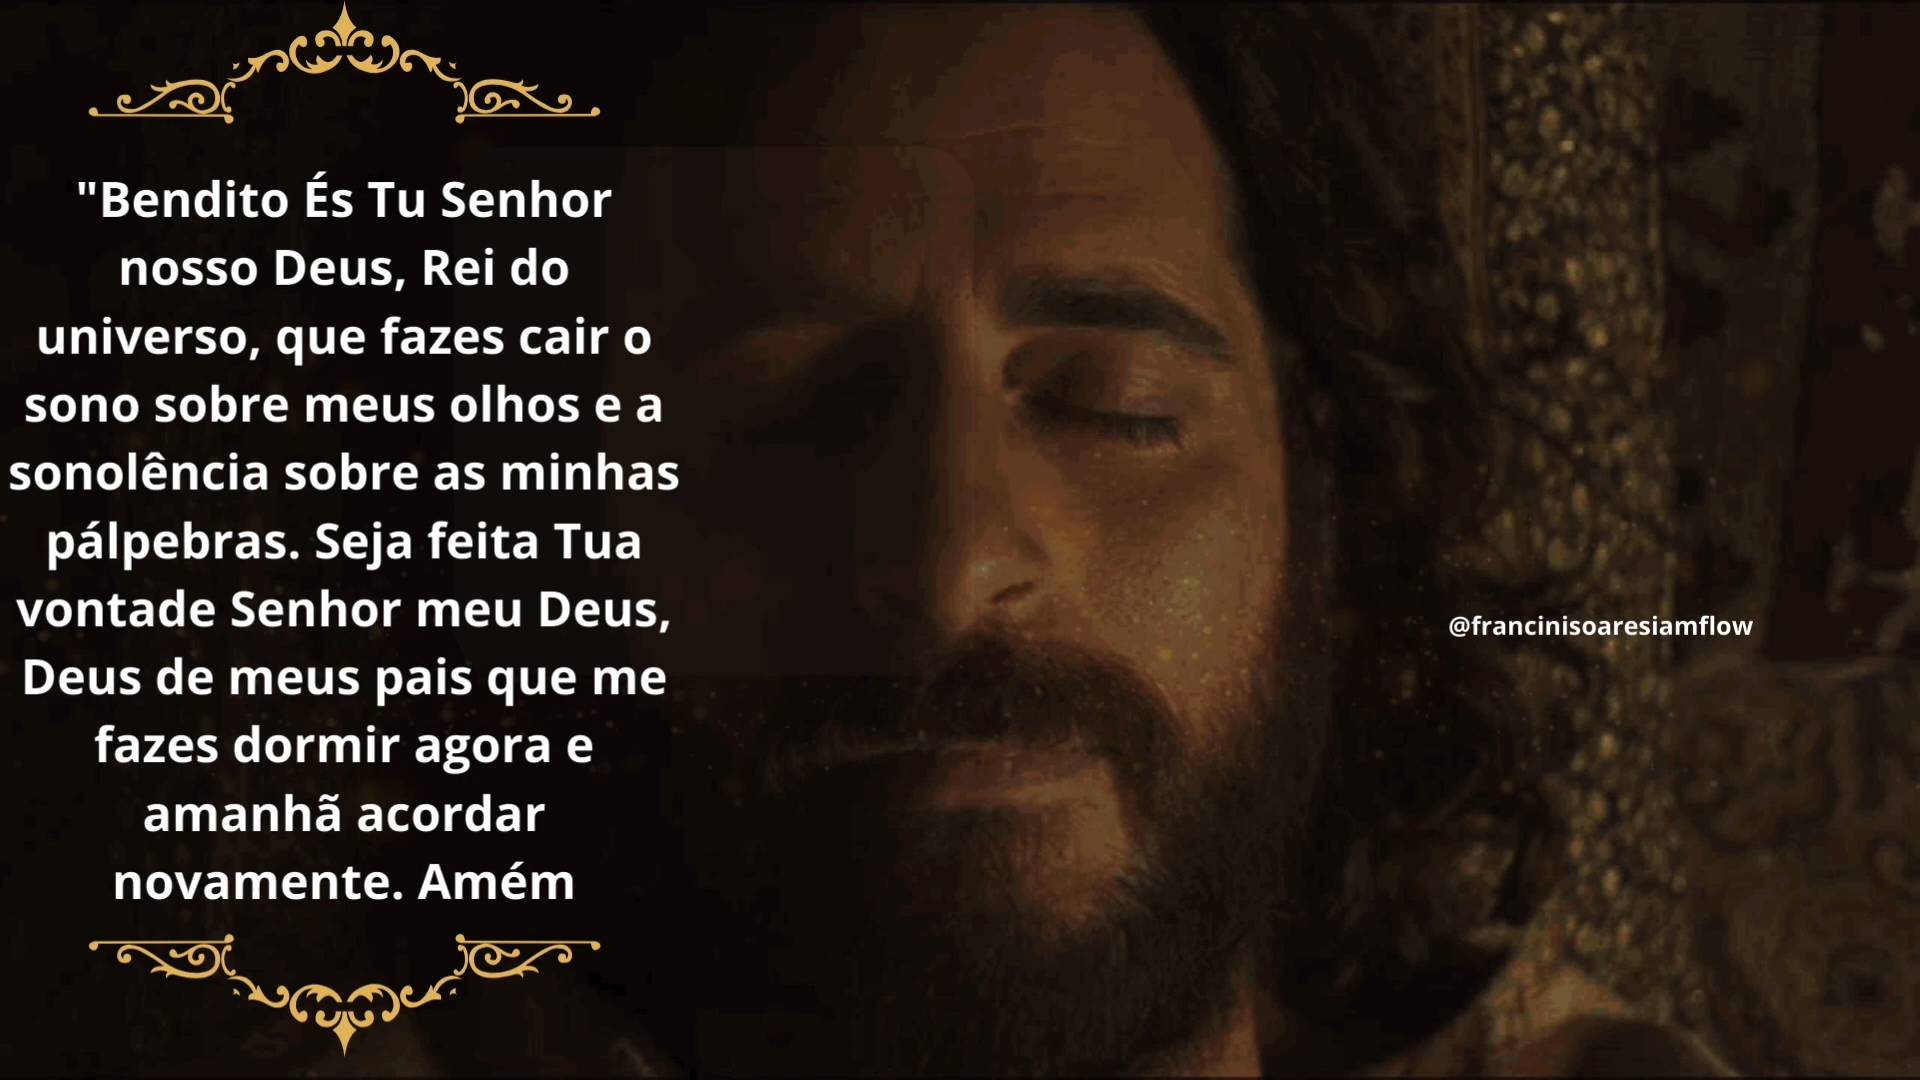 "Bendito És Tu Senhor
nosso Deus, Rei do
universo, que fazes cair o
sono sobre meus olhos e a
sonolência sobre as minhas
pálpebras. Seja feita Tua
vontade Senhor meu Deus,
Deus de meus pais que me
fazes dormir agora e
amanhã acordar
novamente. Amém
@francinisoaresiamflow